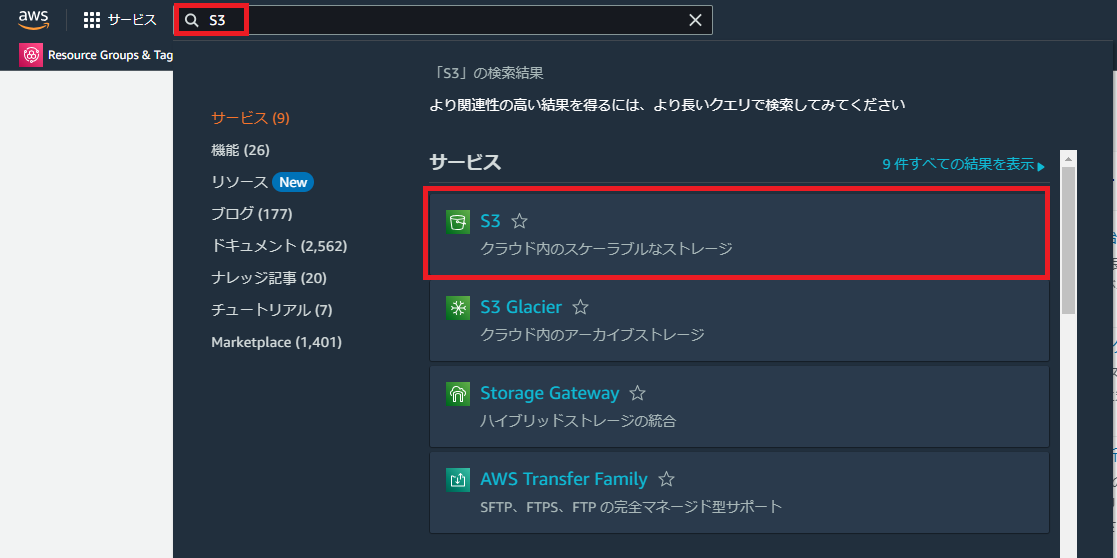 aws
サービス
S3
Resource Groups & Tag
「S3」の検索結果
より関連性の高い結果を得るには、より長いクエリで検索してみてください
サービス (9)
機能 (26)
リソース New
ブログ (177)
ドキュメント (2,562)
ナレッジ記事 (20)
チュートリアル (7)
Marketplace (1,401)
サービス
9 件すべての結果を表示
S3
クラウド内のスケーラブルなストレージ
S3 Glacier
クラウド内のアーカイブストレージ
Storage Gateway
ハイブリッドストレージの統合
AWS Transfer Family
SFTP、FTPS、FTP の完全マネージド型サポート